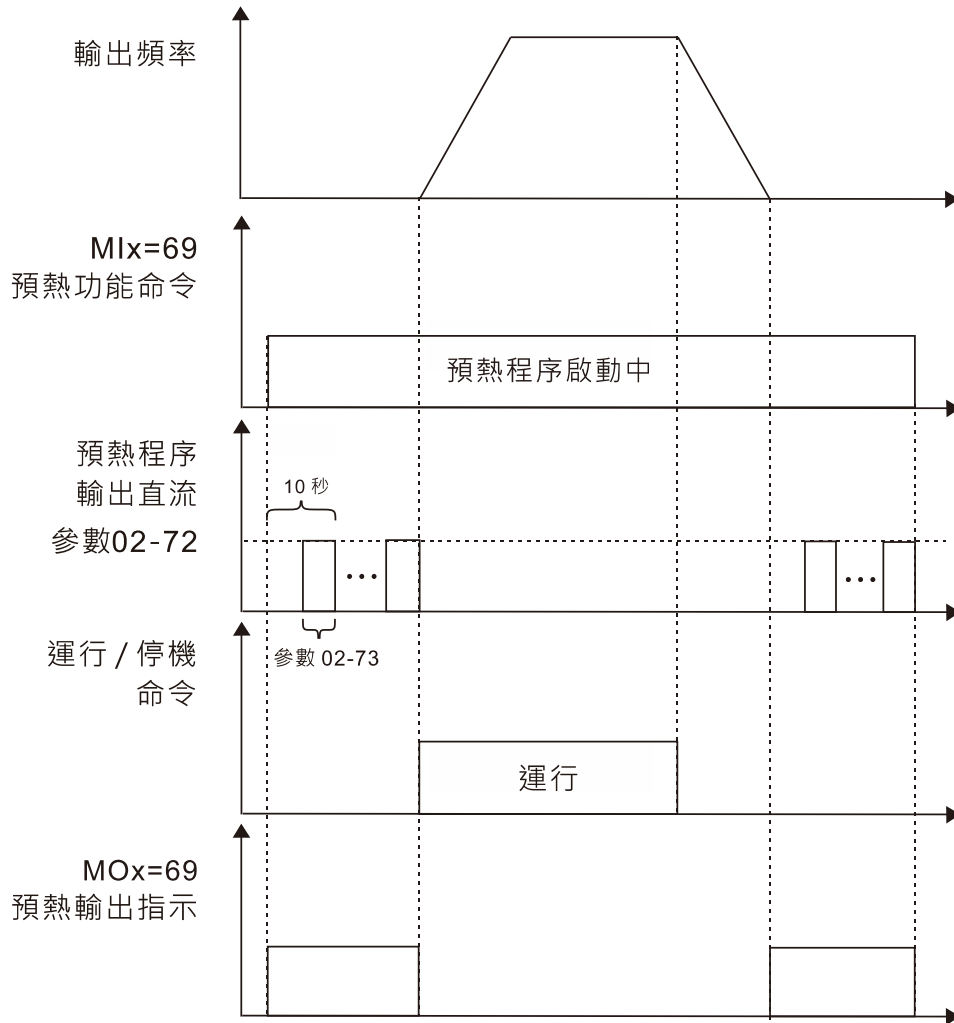 輸出頻率
MIx=69
預熱功能命令
預熱程序啟動中
預熱程序
輸出直流
10 秒
參數02-72
參數 02-73
運行 / 停機
命令
運行
MOx=69
預熱輸出指示